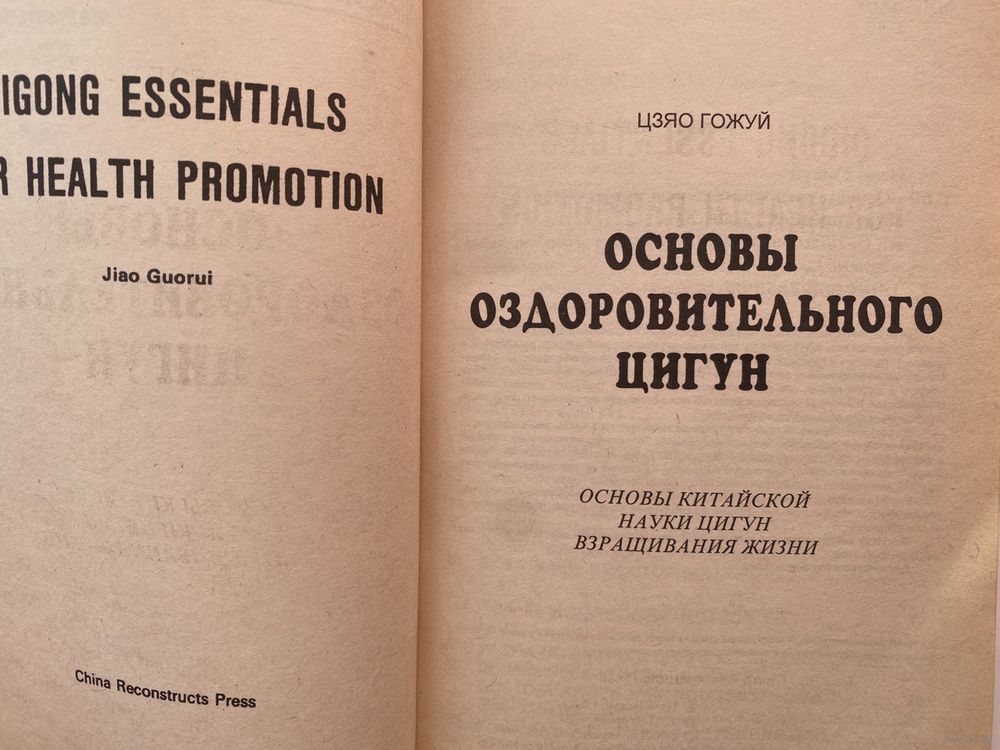 IGONG ESSENTIALS
R HEALTH PROMOTION
Jiao Guorui
China Reconstructs Press
ЦЗЯО ГОЖУЙ
ОСНОВЫ
ОЗДОРОВИТЕЛЬНОГО
ЦИГУН
ОСНОВЫ КИТАЙСКОЙ
НАУКИ ЦИГУН
ВЗРАЩИВАНИЯ ЖИЗНИ